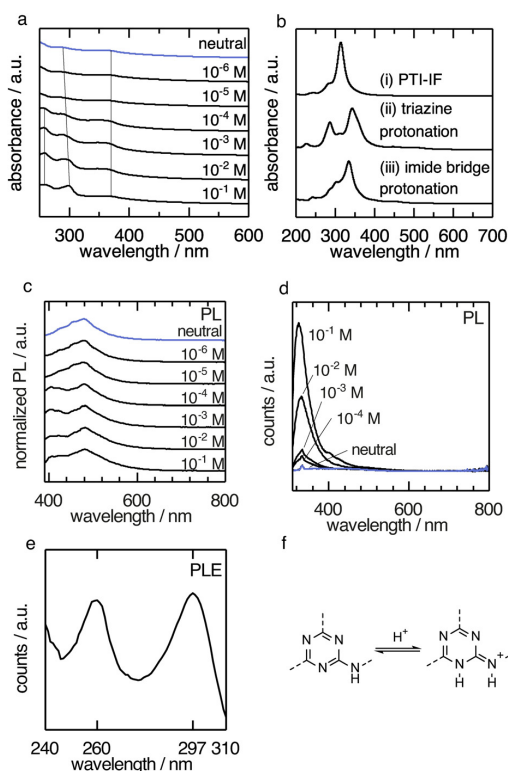 a
neutral
10⁻⁶ M
10⁻⁵ M
10⁻⁴ M
10⁻³ M
10⁻² M
10⁻¹ M
absorbance / a.u.
300 400 500 600
wavelength / nm
b
(i) PTI-IF
(ii) triazine
protonation
(iii) imide bridge
protonation
absorbance / a.u.
200 300 400 500 600 700
wavelength / nm
c
PL
neutral
10⁻⁶ M
10⁻⁵ M
10⁻⁴ M
10⁻³ M
10⁻² M
10⁻¹ M
normalized PL / a.u.
400 500 600 700 800
wavelength / nm
d
PL
10⁻¹ M
10⁻² M
10⁻³ M
10⁻⁴ M
neutral
counts / a.u.
400 600 800
wavelength / nm
e
PLE
counts / a.u.
240 260 297 310
wavelength / nm
f
N N
N N
H
H⁺
N N
N N⁺
H H